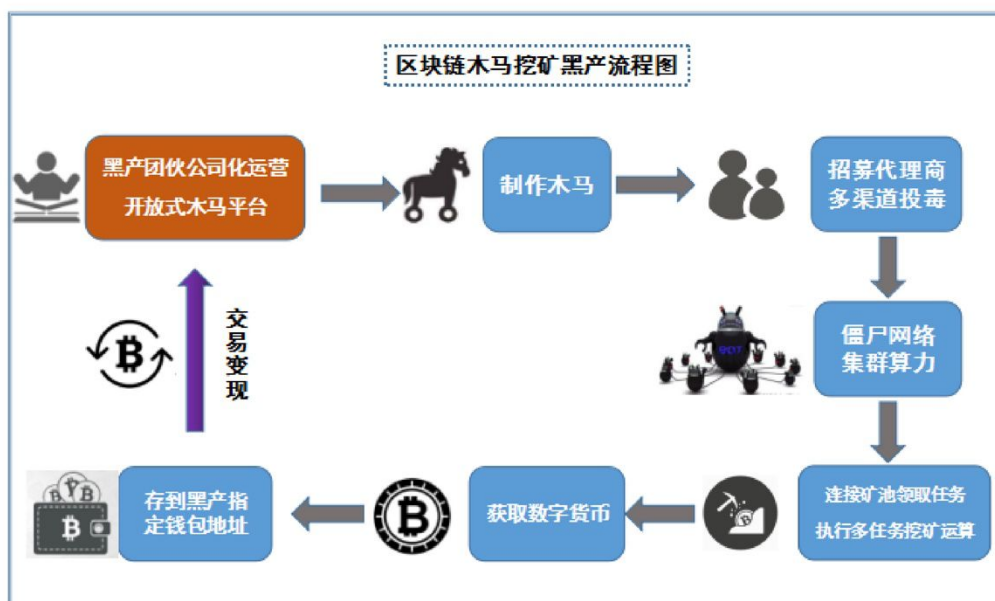 区块链木马挖矿黑产流程图
黑产团伙公司化运营
开放式木马平台
制作木马
招募代理商
多渠道投毒
僵尸网络
集群算力
BOT
连接矿池领取任务
执行多任务挖矿运算
获取数字货币
存到黑产指
定钱包地址
交易变现